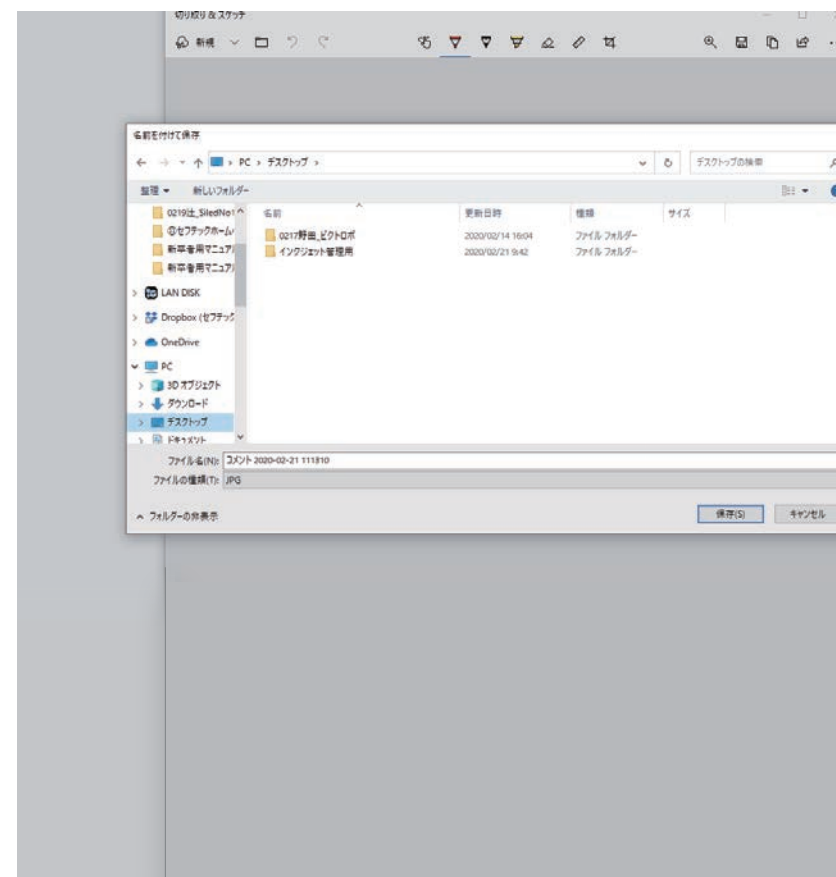 切り取り & スケッチ
新規
名前を付けて保存
PC > デスクトップ >
デスクトップの検索
整理
新しいフォルダー
0219辻_SiledNo1
①セフテックホーム
新卒者用マニュアル
新卒者用マニュアル
LAN DISK
Dropbox (セフテック
OneDrive
PC
3D オブジェクト
ダウンロード
デスクトップ
ドキュメント
名前 更新日時 種類 サイズ
0217野田_ビクトロボ 2020/02/14 16:04 ファイル フォルダー
インクジェット管理用 2020/02/21 9:42 ファイル フォルダー
ファイル名(N): コメント 2020-02-21 111310
ファイルの種類(T): JPG
フォルダーの非表示
保存(S)
キャンセル